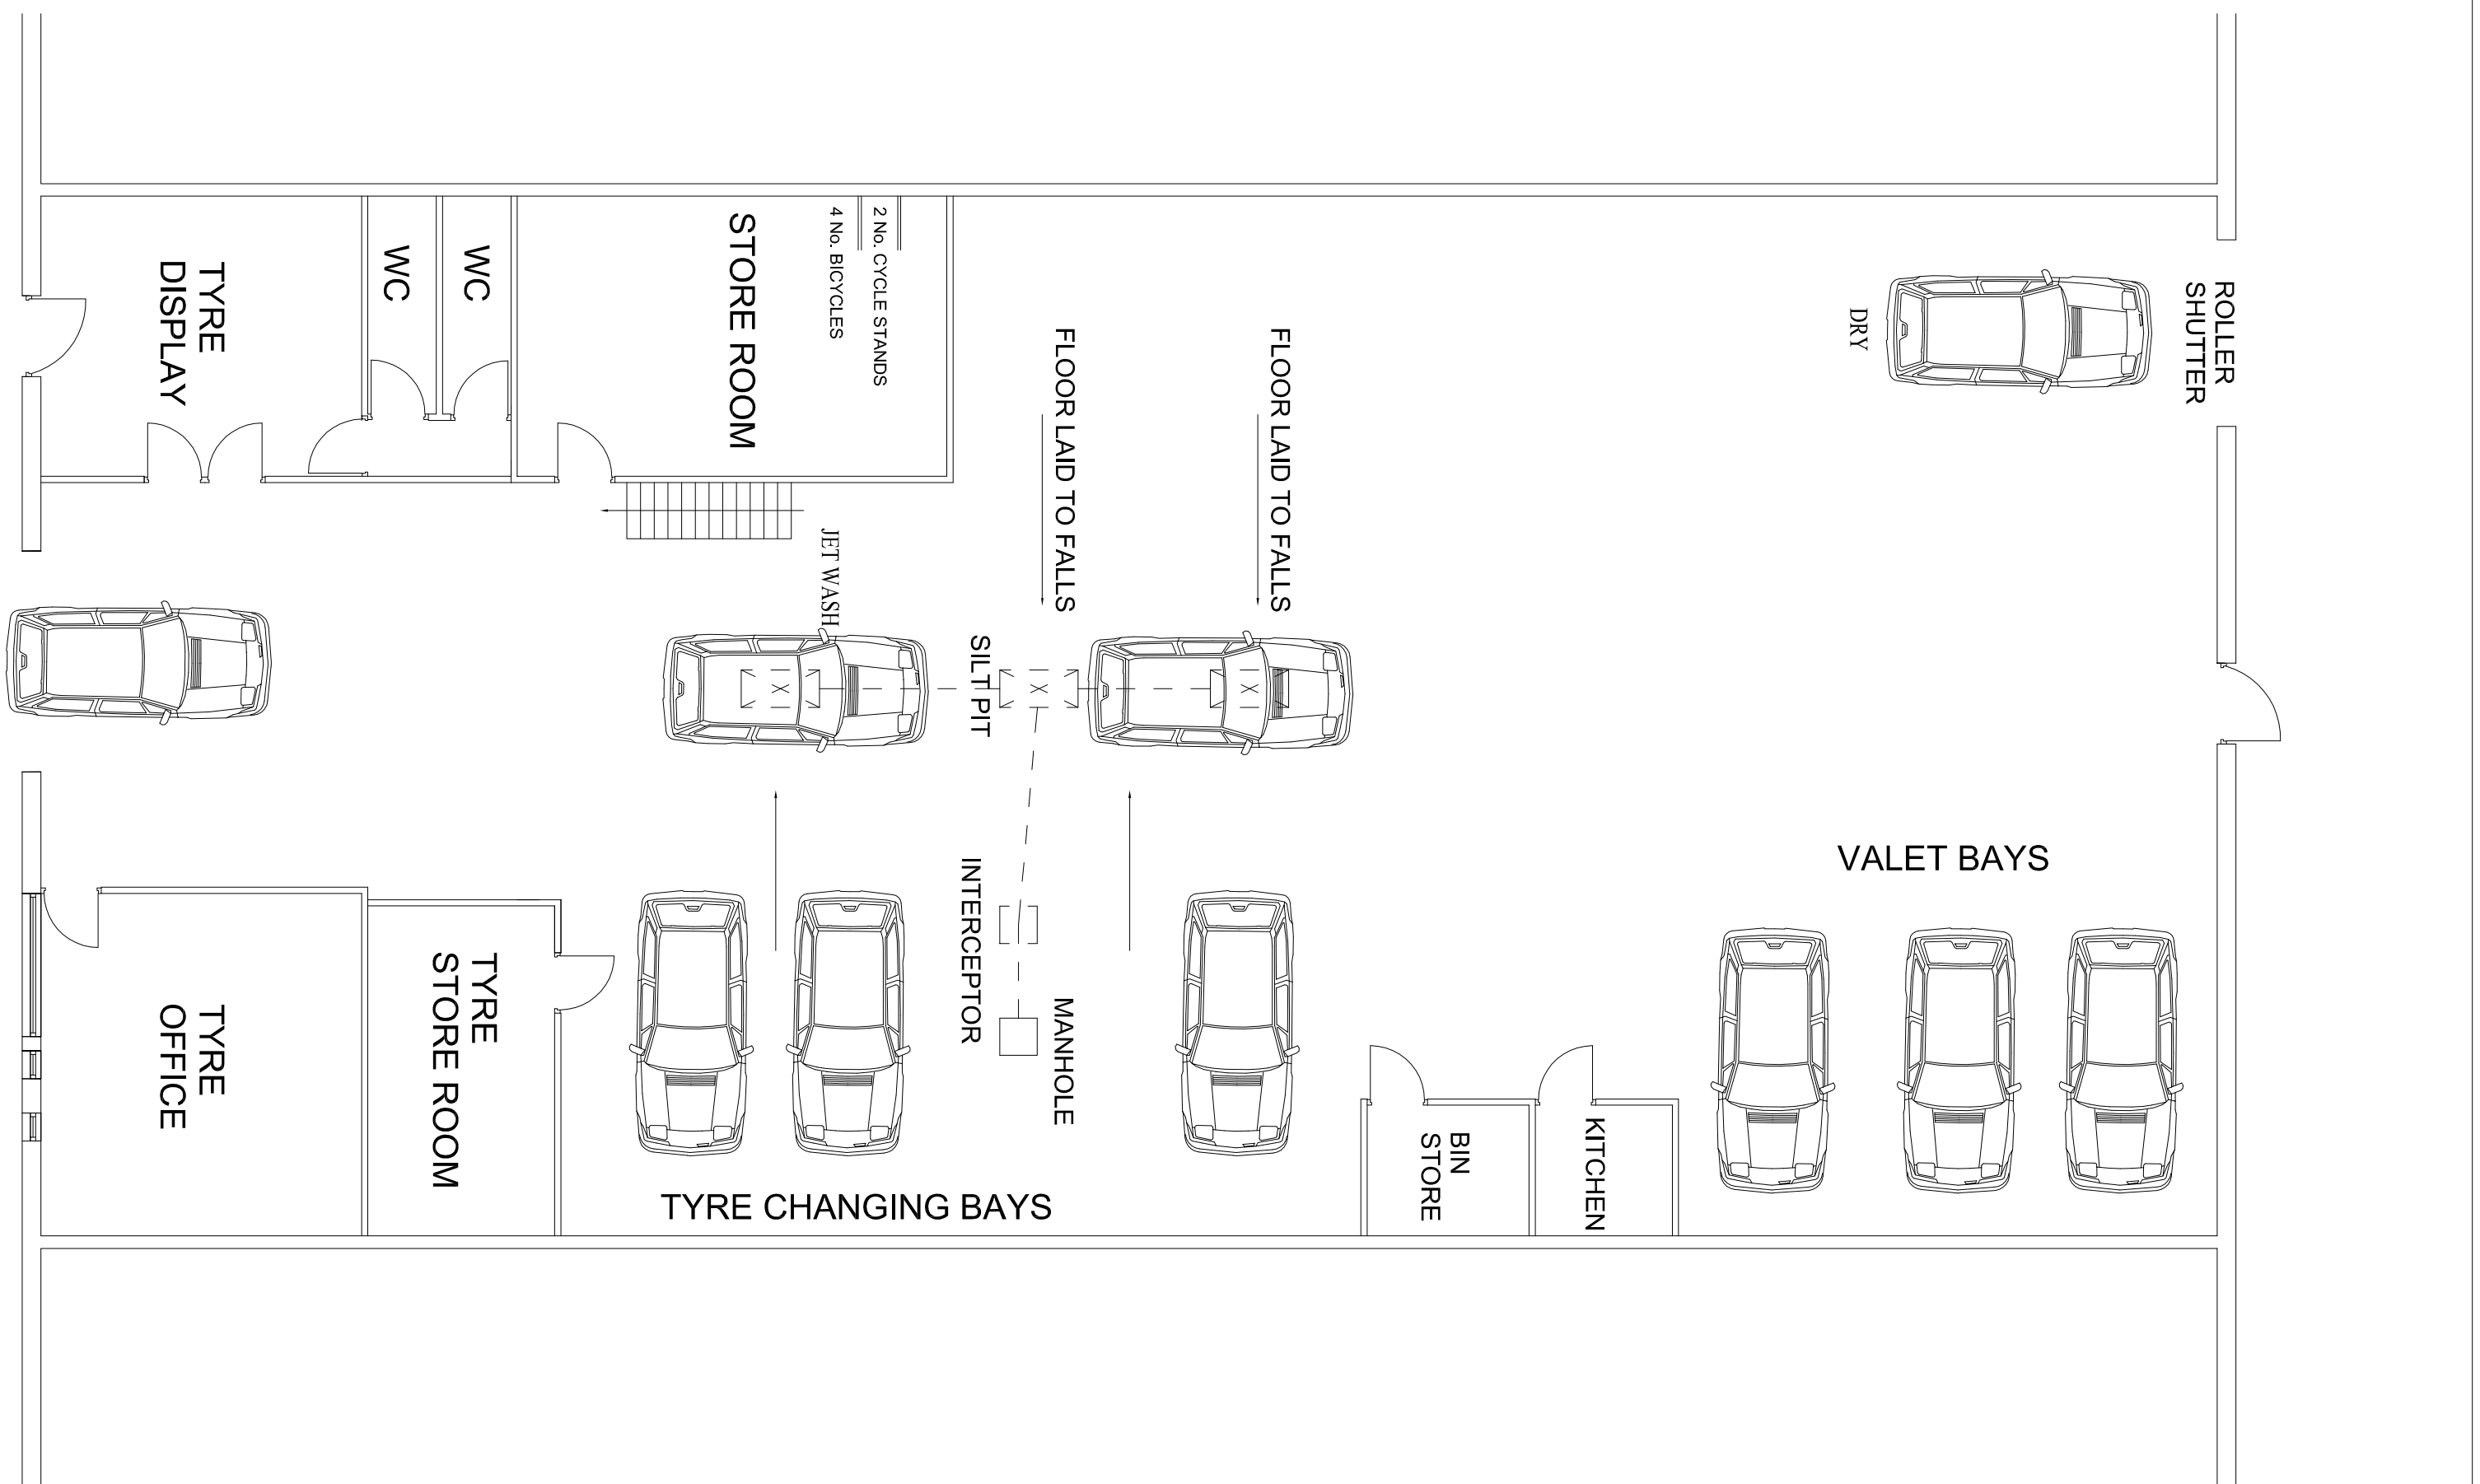 TYRE
DISPLAY
WC
WC
STORE ROOM
2 No. CYCLE STANDS
4 No. BICYCLES
FLOOR LAID TO FALLS
FLOOR LAID TO FALLS
DRY
ROLLER
SHUTTER
JET WASH
SILT PIT
INTERCEPTOR
MANHOLE
VALET BAYS
TYRE
OFFICE
TYRE
STORE ROOM
TYRE CHANGING BAYS
BIN
STORE
KITCHEN